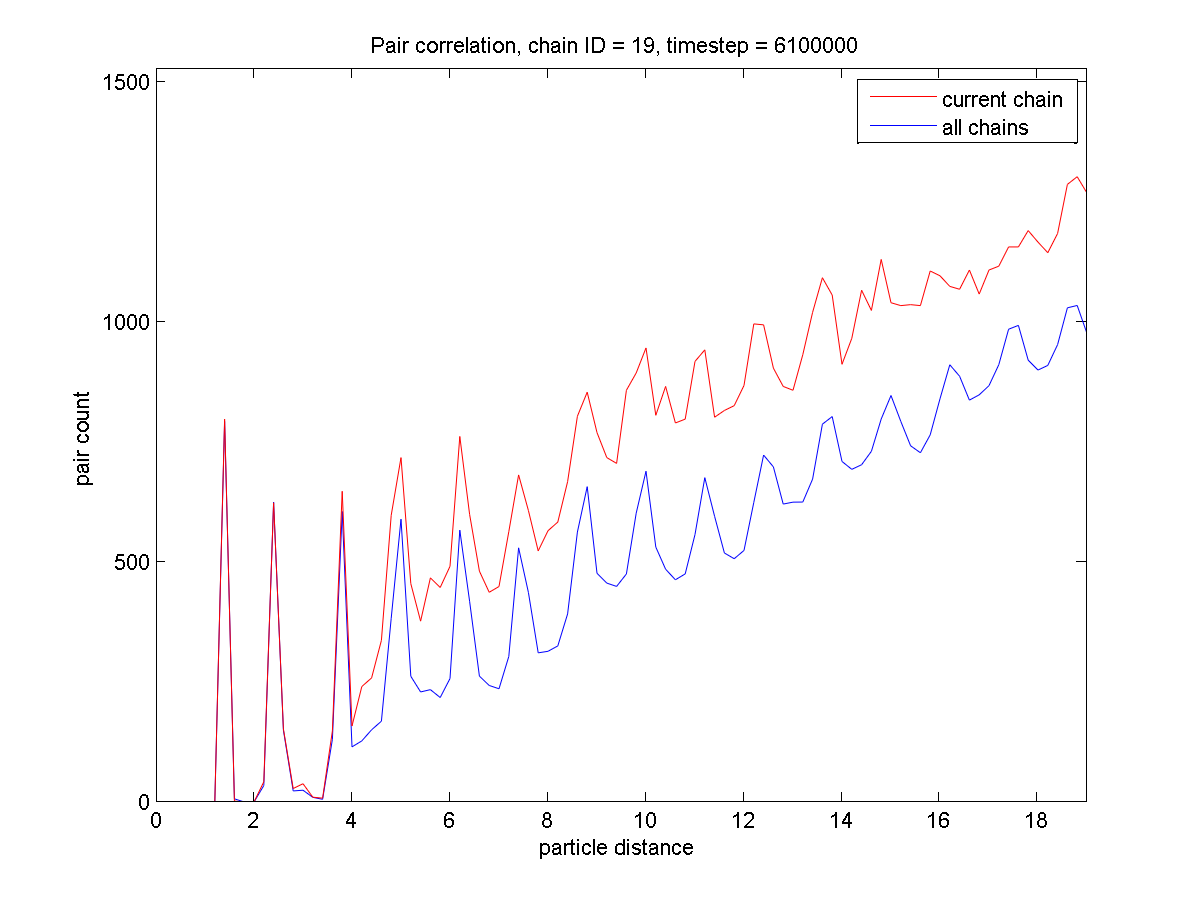 Pair correlation, chain ID = 19, timestep = 6100000
1500
1000
500
0
pair count
current chain
all chains
0 2 4 6 8 10 12 14 16 18
particle distance